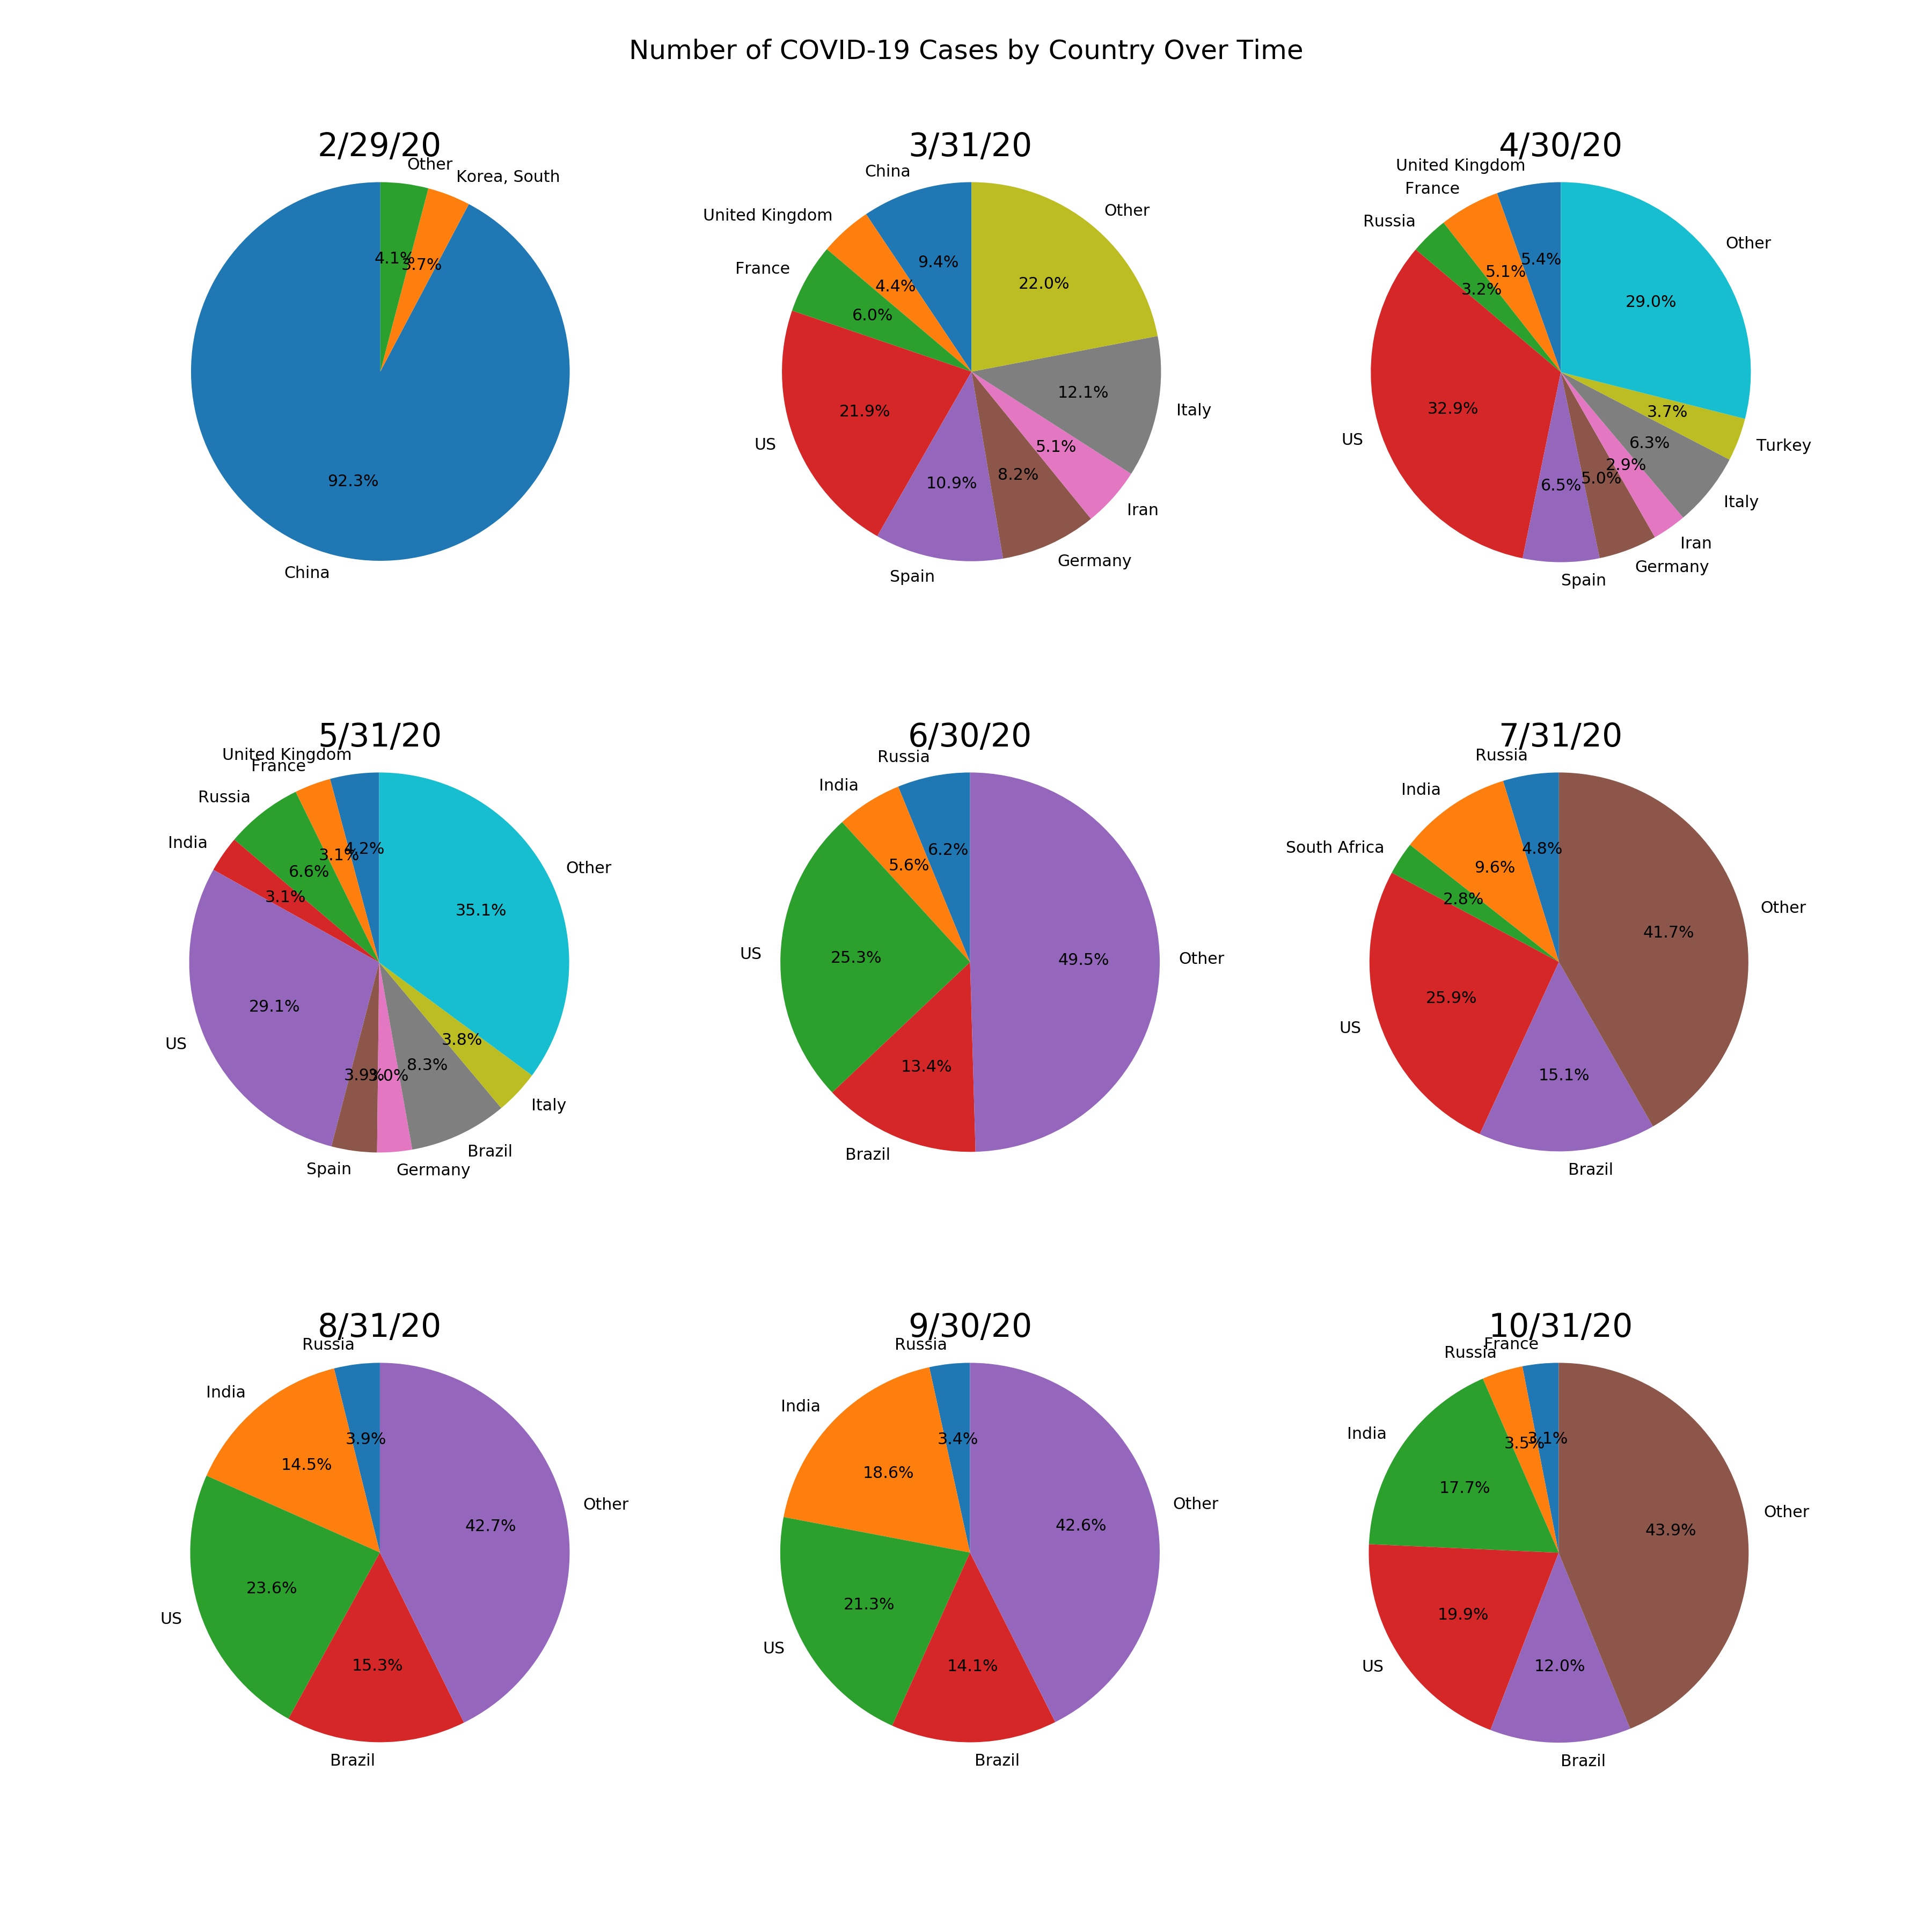 Number of COVID-19 Cases by Country Over Time
2/29/20
Other
Korea, South
4.1%
3.7%
92.3%
China
3/31/20
China
United Kingdom
France
US
Spain
Germany
Iran
Italy
Other
9.4%
4.4%
6.0%
21.9%
10.9%
8.2%
5.1%
12.1%
22.0%
4/30/20
United Kingdom
France
Russia
US
Spain
Germany
Iran
Italy
Turkey
Other
5.4%
5.1%
3.2%
32.9%
6.5%
5.0%
2.9%
6.3%
3.7%
29.0%
5/31/20
United Kingdom
France
Russia
India
US
Spain
Germany
Brazil
Italy
Other
4.2%
3.1%
6.6%
3.1%
29.1%
3.9%
3.0%
8.3%
3.8%
35.1%
6/30/20
Russia
India
US
Brazil
Other
6.2%
5.6%
25.3%
13.4%
49.5%
7/31/20
Russia
India
South Africa
US
Brazil
Other
4.8%
9.6%
2.8%
25.9%
15.1%
41.7%
8/31/20
Russia
India
US
Brazil
Other
3.9%
14.5%
23.6%
15.3%
42.7%
9/30/20
Russia
India
US
Brazil
Other
3.4%
18.6%
21.3%
14.1%
42.6%
10/31/20
France
Russia
India
US
Brazil
Other
3.1%
3.5%
17.7%
19.9%
12.0%
43.9%